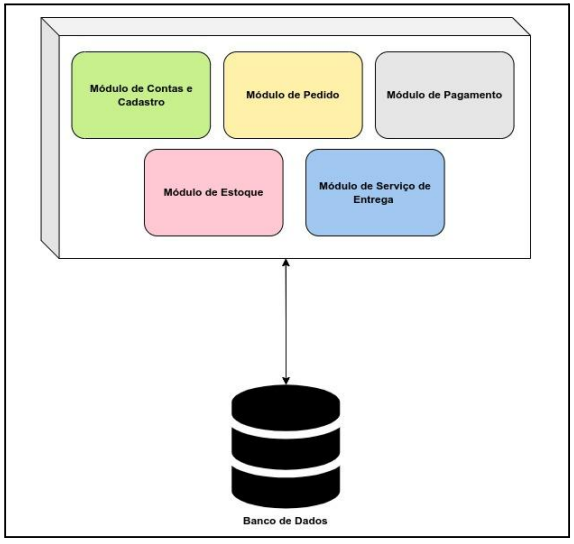 Módulo de Contas e
Cadastro
Módulo de Pedido
Módulo de Pagamento
Módulo de Estoque
Módulo de Serviço de
Entrega
Banco de Dados